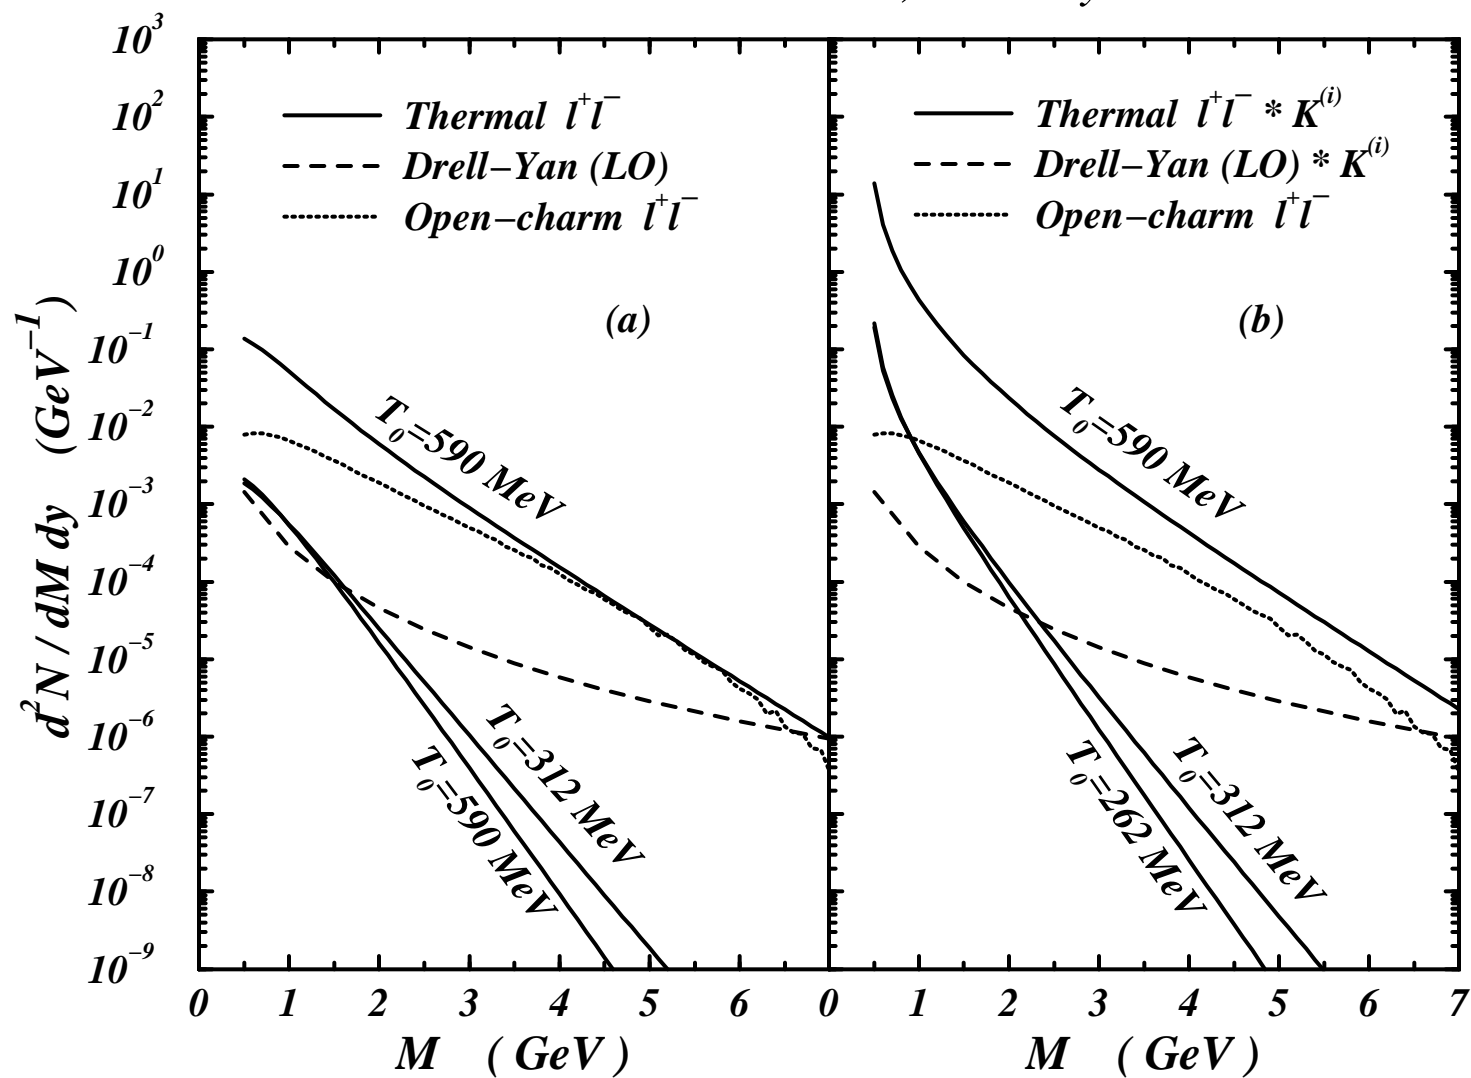 10³
10²
10¹
10⁰
10⁻¹
10⁻²
10⁻³
10⁻⁴
10⁻⁵
10⁻⁶
10⁻⁷
10⁻⁸
10⁻⁹
d²N / dM dy (GeV⁻¹)
Thermal l⁺l⁻
Drell−Yan (LO)
Open−charm l⁺l⁻
(a)
T₀=590 MeV
T₀=312 MeV
T₀=590 MeV
0 1 2 3 4 5 6
M ( GeV )
Thermal l⁺l⁻ * K⁽ⁱ⁾
Drell−Yan (LO) * K⁽ⁱ⁾
Open−charm l⁺l⁻
(b)
T₀=590 MeV
T₀=312 MeV
T₀=262 MeV
0 1 2 3 4 5 6 7
M ( GeV )